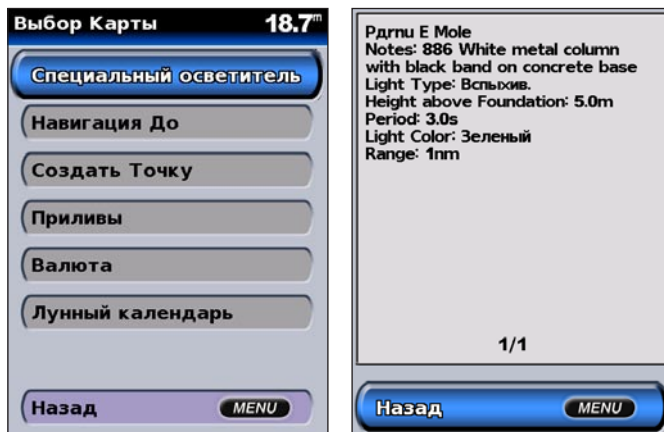 Выбор Карты 18.7m
Специальный осветитель
Навигация До
Создать Точку
Приливы
Валюта
Лунный календарь
Назад MENU
Пдгпu E Mole
Notes: 886 White metal column
with black band on concrete base
Light Type: Вспыхив.
Height above Foundation: 5.0m
Period: 3.0s
Light Color: Зеленый
Range: 1nm
1/1
Назад MENU